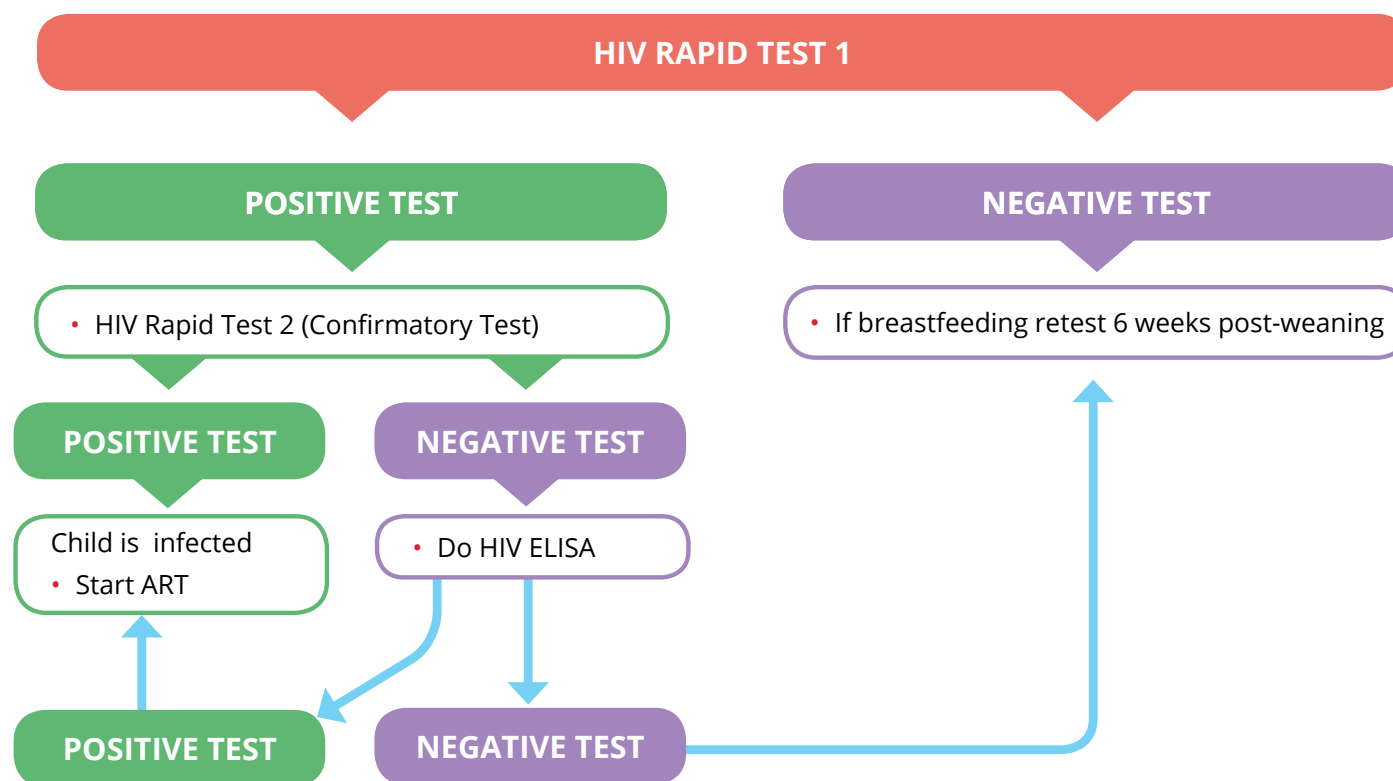 HIV RAPID TEST 1
POSITIVE TEST
NEGATIVE TEST
• HIV Rapid Test 2 (Confirmatory Test)
• If breastfeeding retest 6 weeks post-weaning
POSITIVE TEST
NEGATIVE TEST
Child is infected
• Start ART
• Do HIV ELISA
POSITIVE TEST
NEGATIVE TEST